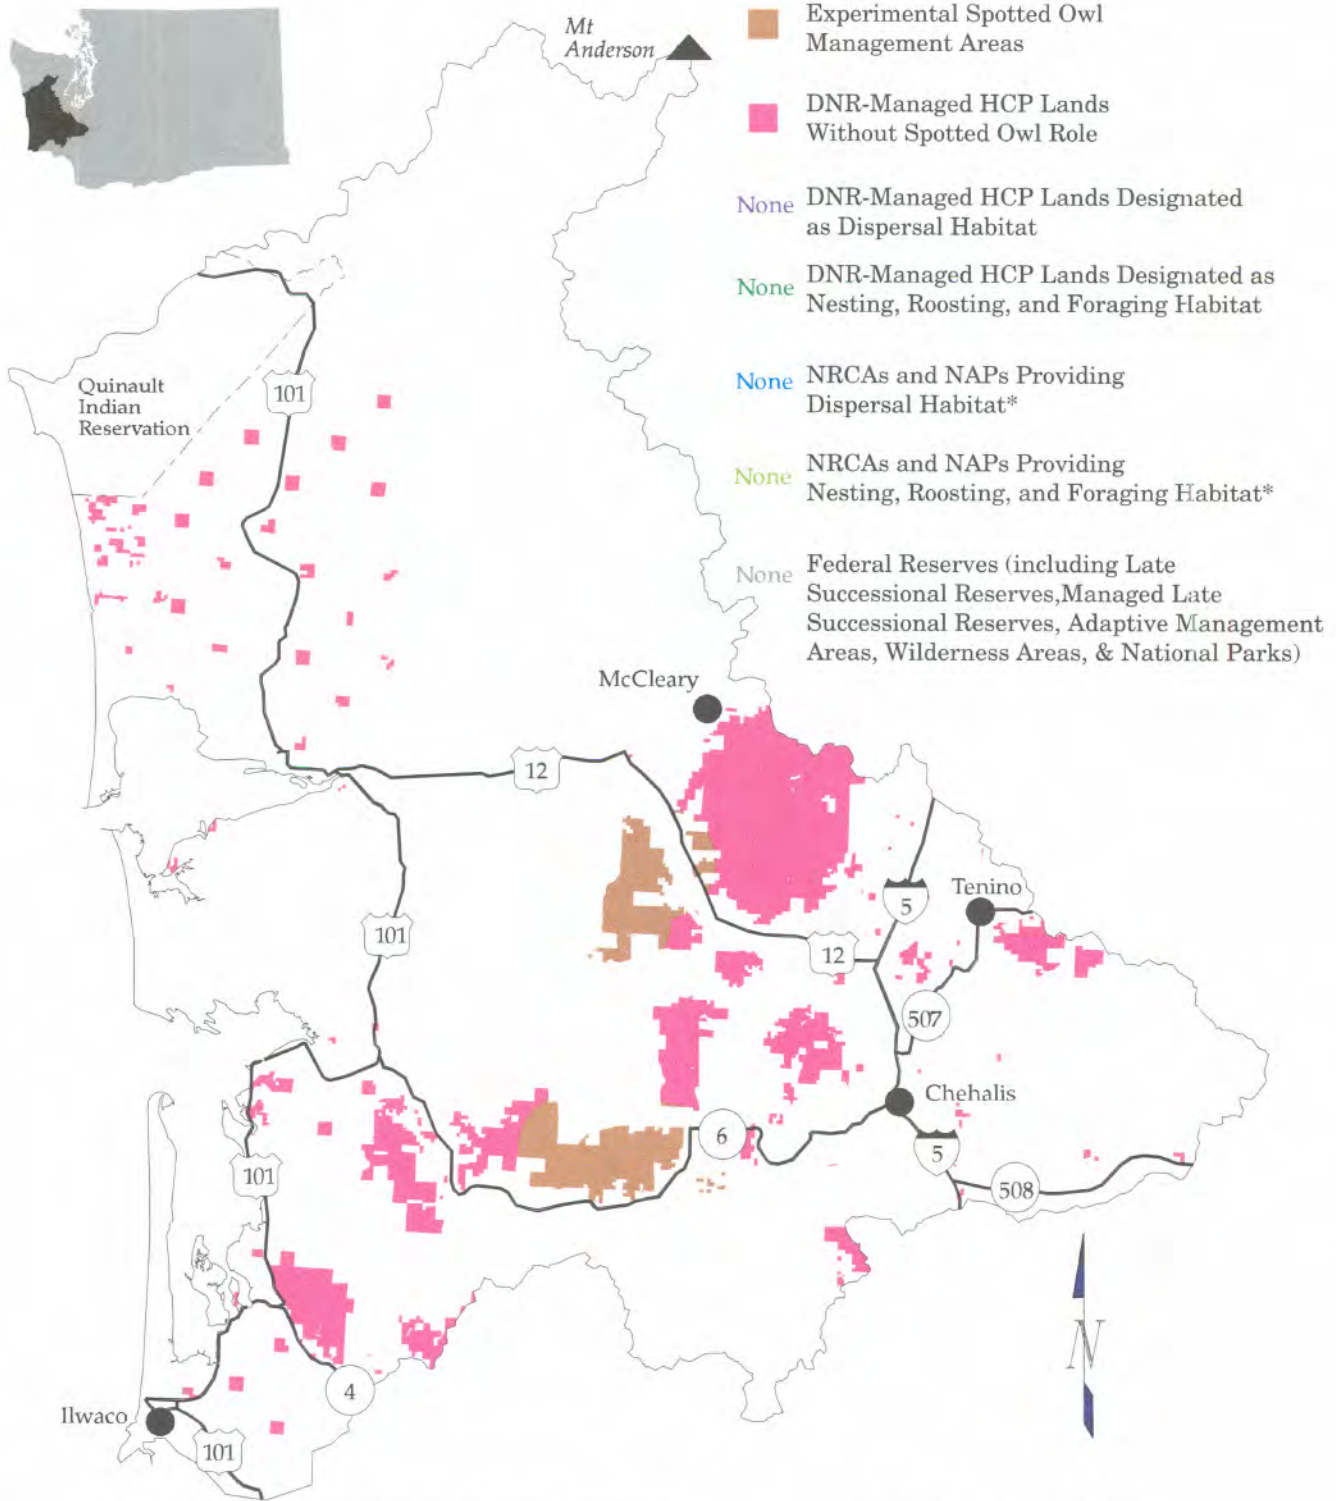 Mt
Anderson
Experimental Spotted Owl
Management Areas
DNR-Managed HCP Lands
Without Spotted Owl Role
None DNR-Managed HCP Lands Designated
as Dispersal Habitat
None DNR-Managed HCP Lands Designated as
Nesting, Roosting, and Foraging Habitat
None NRCAs and NAPs Providing
Dispersal Habitat*
None NRCAs and NAPs Providing
Nesting, Roosting, and Foraging Habitat*
None Federal Reserves (including Late
Successional Reserves,Managed Late
Successional Reserves, Adaptive Management
Areas, Wilderness Areas, & National Parks)
Quinault
Indian
Reservation
101
McCleary
12
5
Tenino
101
12
507
Chehalis
6
5
101
508
4
Ilwaco
101
N